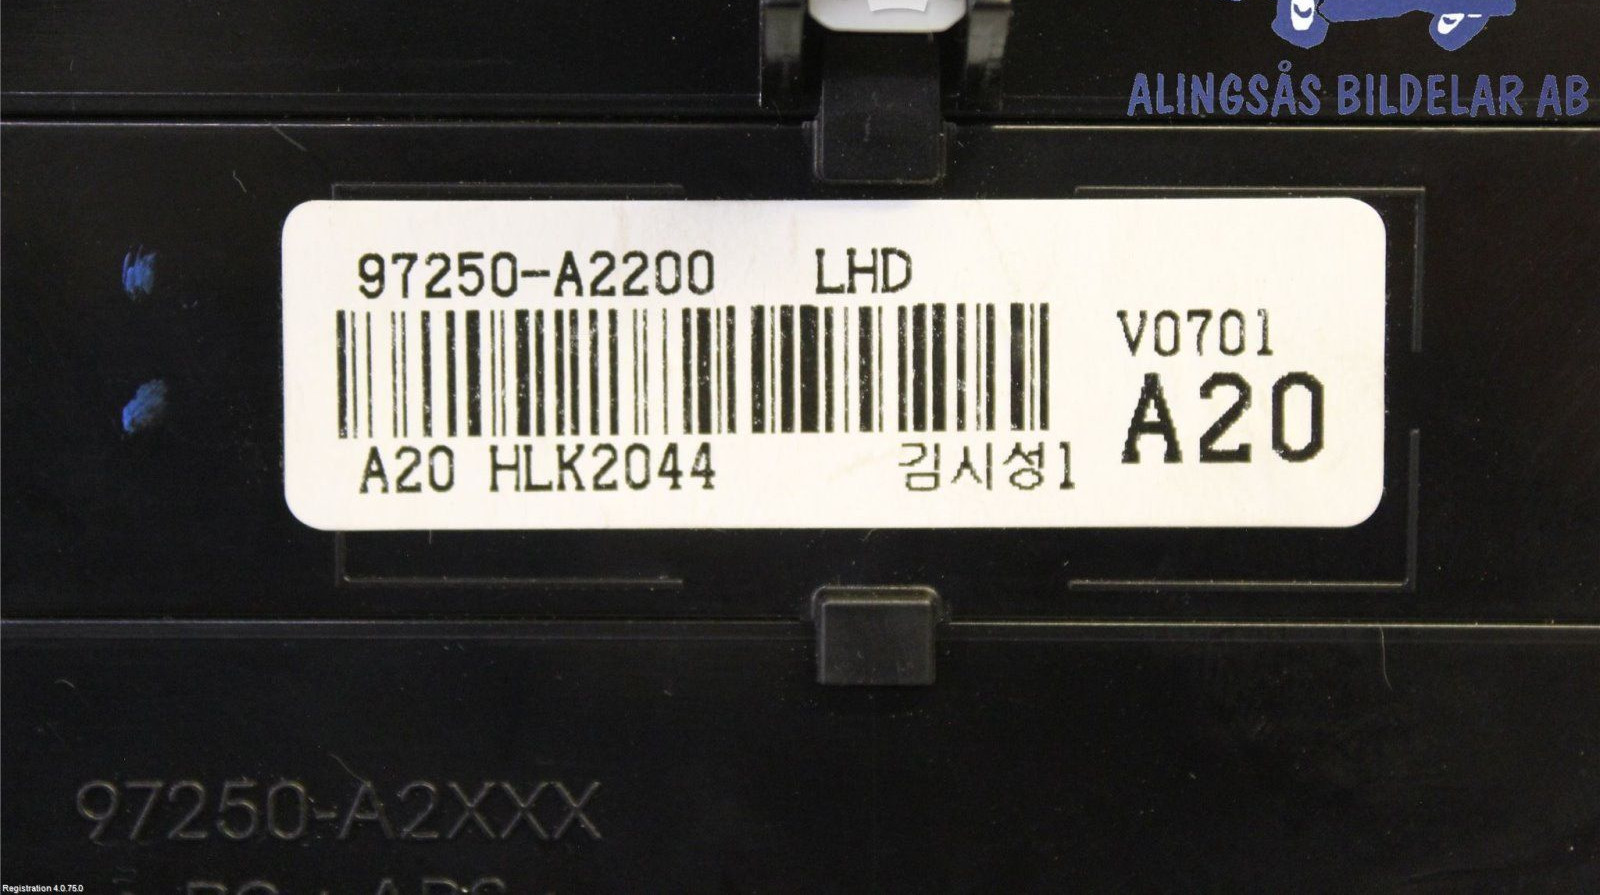 ALINGSÅS BILDELAR AB
97250-A2200 LHD
V0701
A20
A20 HLK2044 김시성1
97250-A2XXX
Registration 4.0.75.0